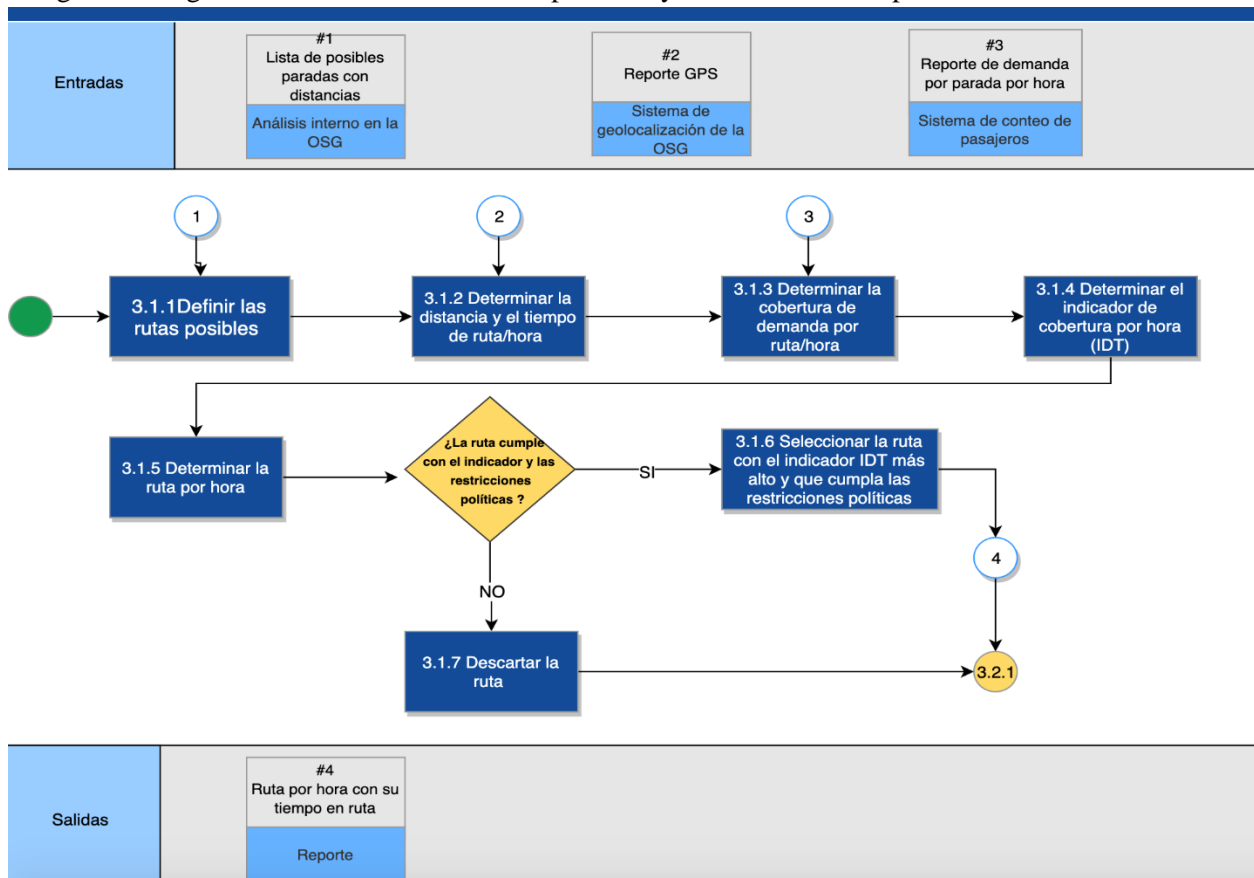 Entradas
#1
Lista de posibles
paradas con
distancias
Análisis interno en la
OSG
#2
Reporte GPS
Sistema de
geolocalización de la
OSG
#3
Reporte de demanda
por parada por hora
Sistema de conteo de
pasajeros
1
2
3
3.1.1Definir las
rutas posibles
3.1.2 Determinar la
distancia y el tiempo
de ruta/hora
3.1.3 Determinar la
cobertura de
demanda por
ruta/hora
3.1.4 Determinar el
indicador de
cobertura por hora
(IDT)
3.1.5 Determinar la
ruta por hora
¿La ruta cumple
con el indicador y las
restricciones
políticas ?
SI
3.1.6 Seleccionar la ruta
con el indicador IDT más
alto y que cumpla las
restricciones políticas
4
NO
3.1.7 Descartar la
ruta
3.2.1
Salidas
#4
Ruta por hora con su
tiempo en ruta
Reporte